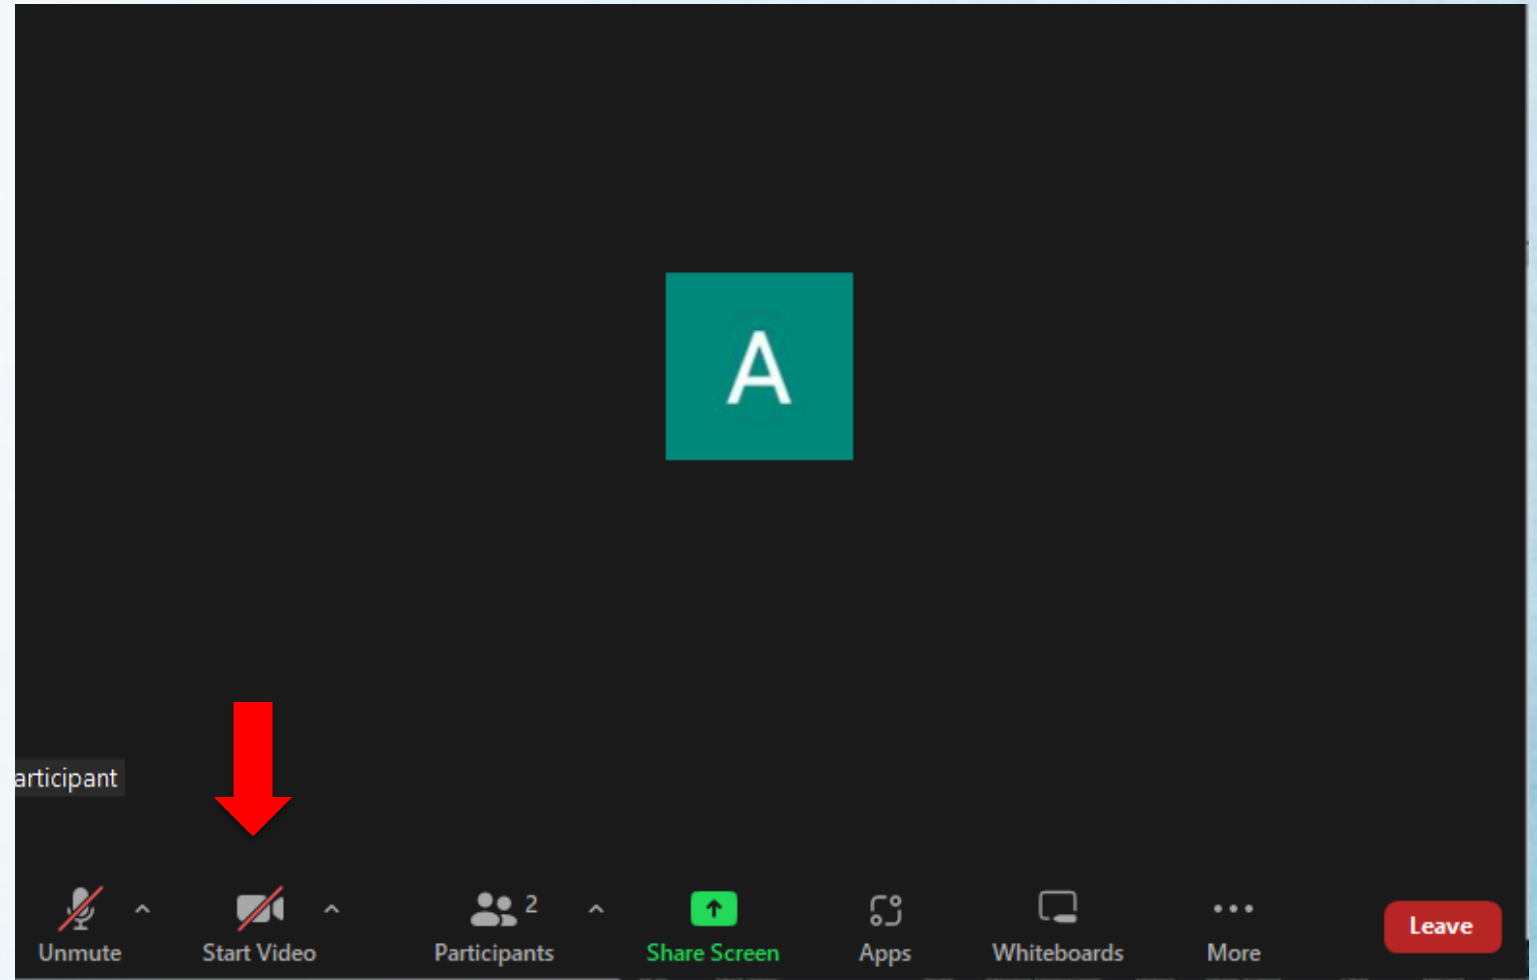 A
articipant
2
Unmute
Start Video
Participants
Share Screen
Apps
Whiteboards
More
Leave